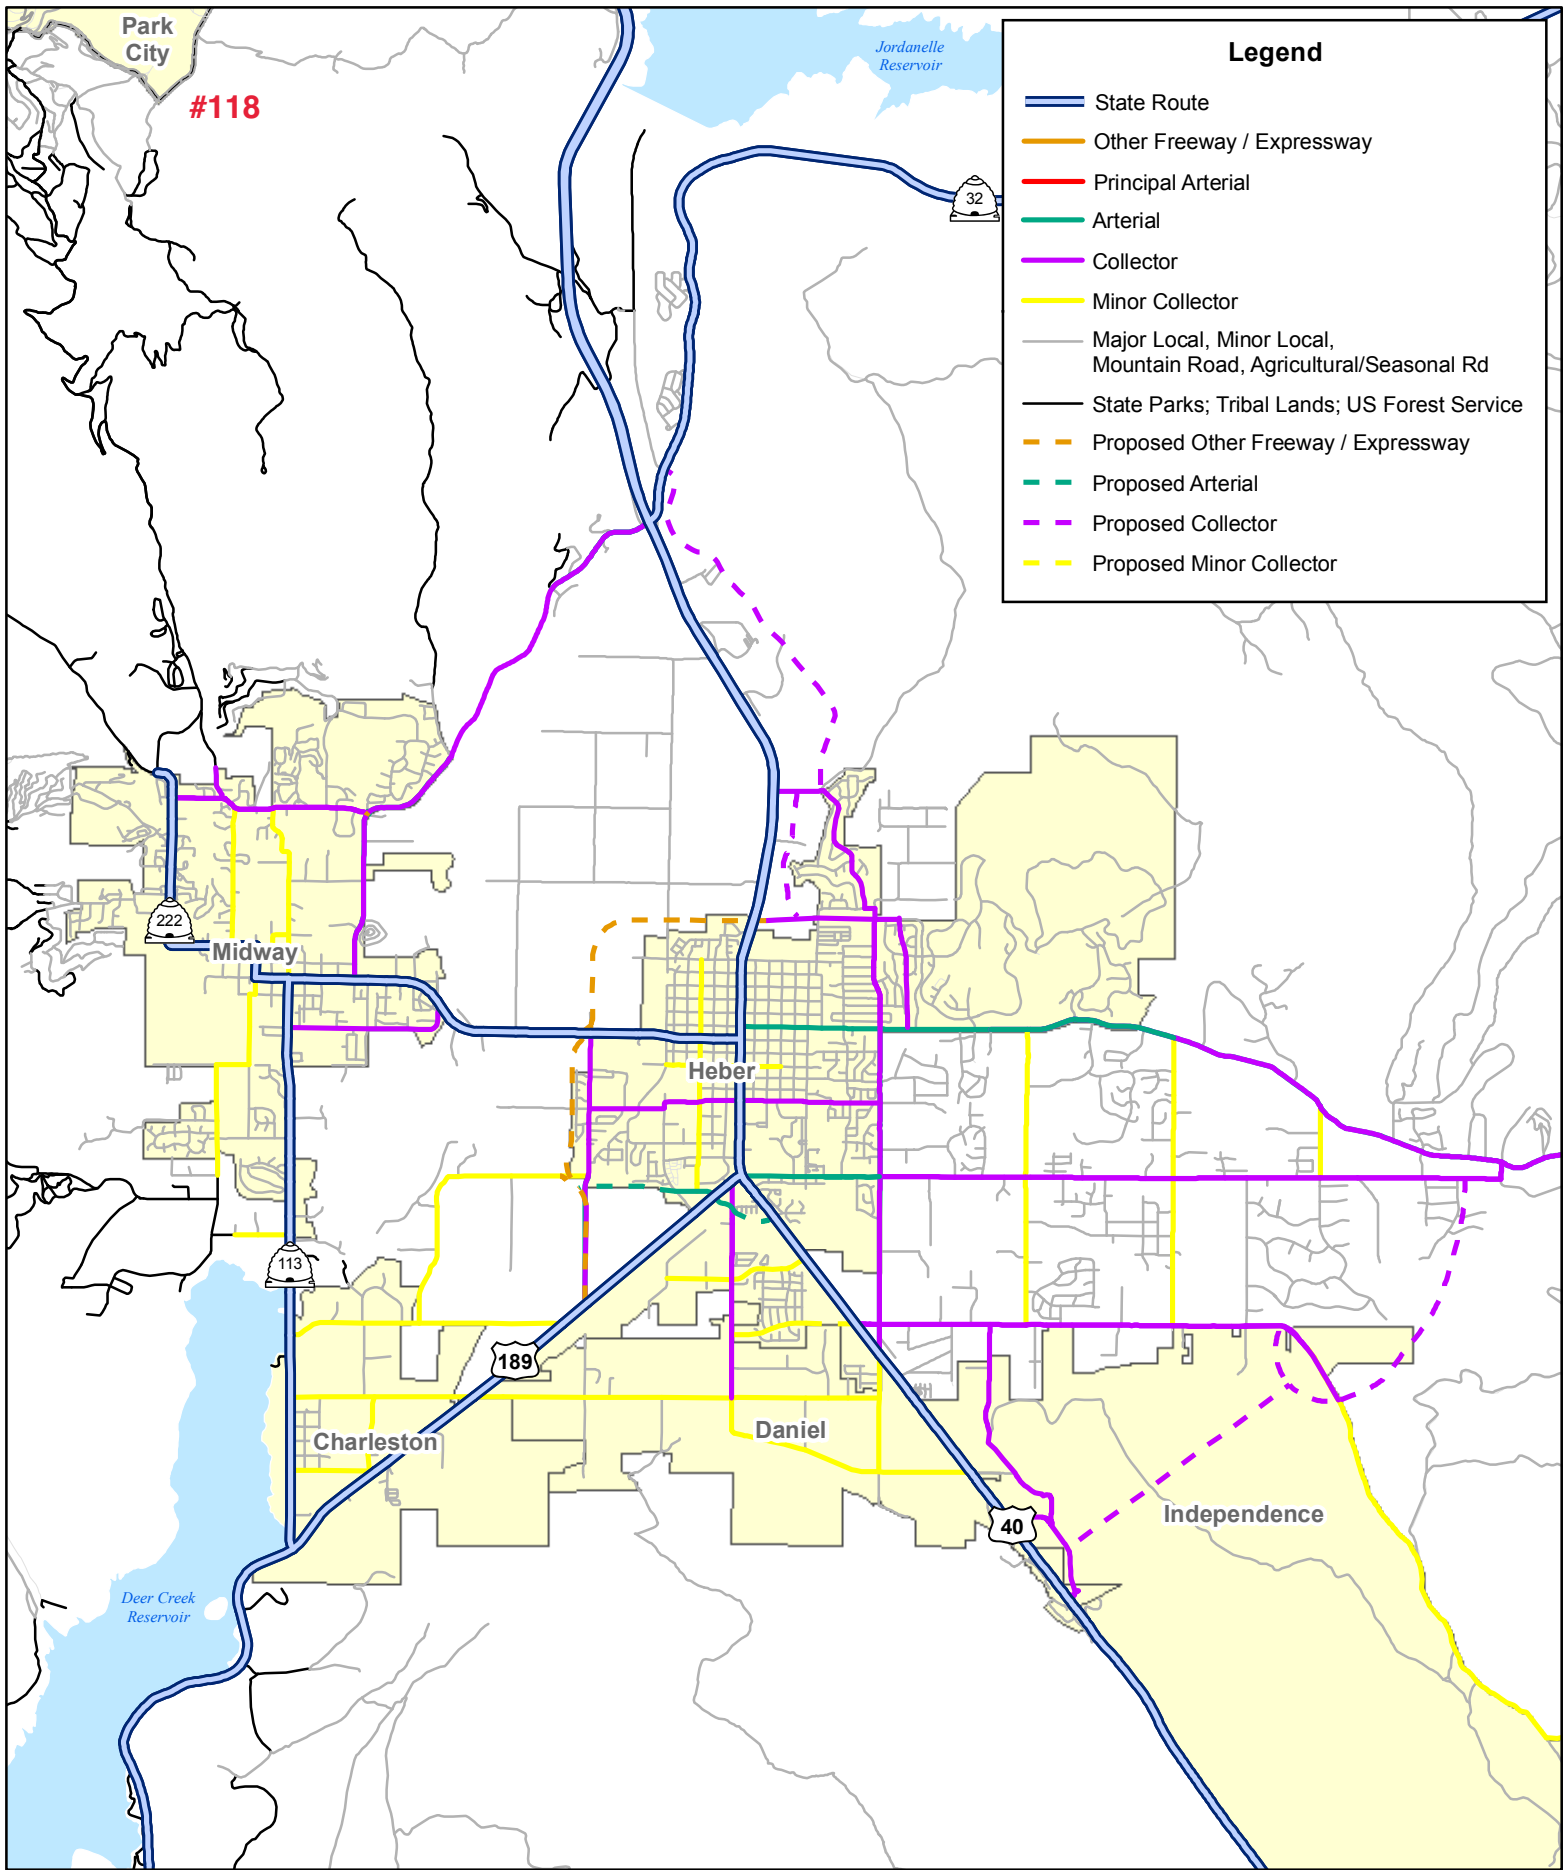 Park
City
#118
Jordanelle
Reservoir
32
Legend
State Route
Other Freeway / Expressway
Principal Arterial
Arterial
Collector
Minor Collector
Major Local, Minor Local,
Mountain Road, Agricultural/Seasonal Rd
State Parks; Tribal Lands; US Forest Service
Proposed Other Freeway / Expressway
Proposed Arterial
Proposed Collector
Proposed Minor Collector
222
Midway
Heber
113
189
Charleston
Daniel
40
Independence
Deer Creek
Reservoir